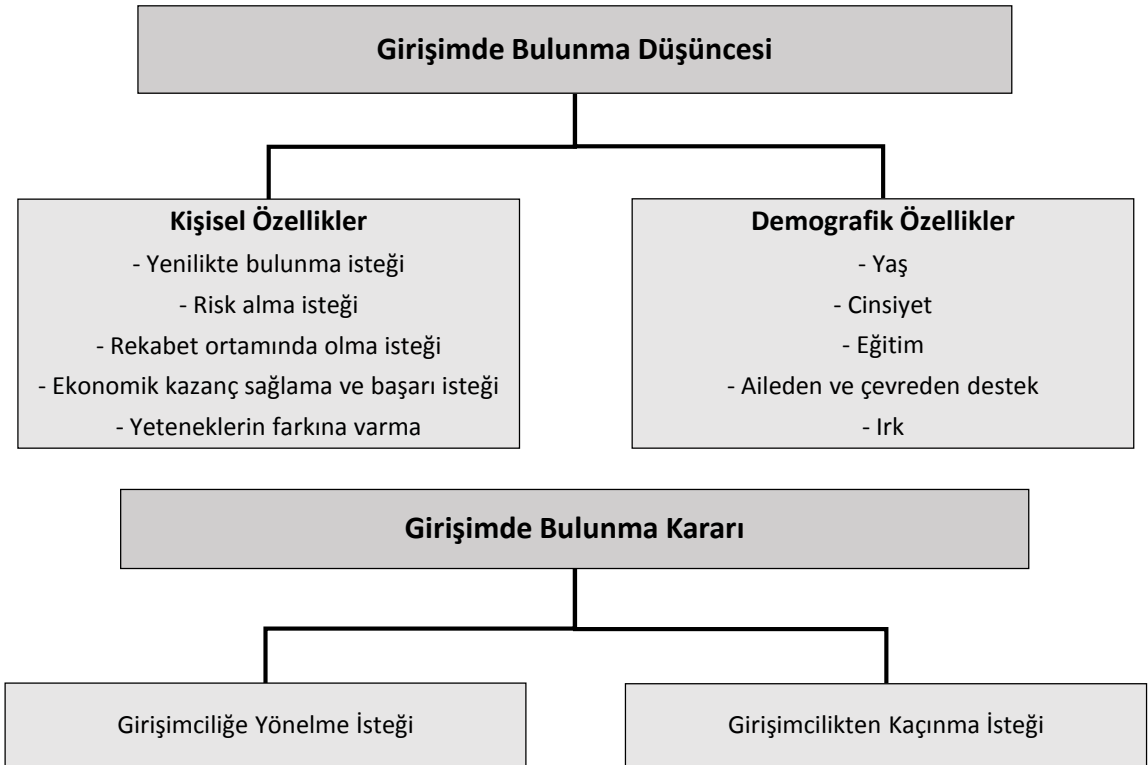 Girişimde Bulunma Düşüncesi
Kişisel Özellikler
- Yenilikte bulunma isteği
- Risk alma isteği
- Rekabet ortamında olma isteği
- Ekonomik kazanç sağlama ve başarı isteği
- Yeteneklerin farkına varma
Demografik Özellikler
- Yaş
- Cinsiyet
- Eğitim
- Aileden ve çevreden destek
- Irk
Girişimde Bulunma Kararı
Girişimciliğe Yönelme İsteği
Girişimcilikten Kaçınma İsteği